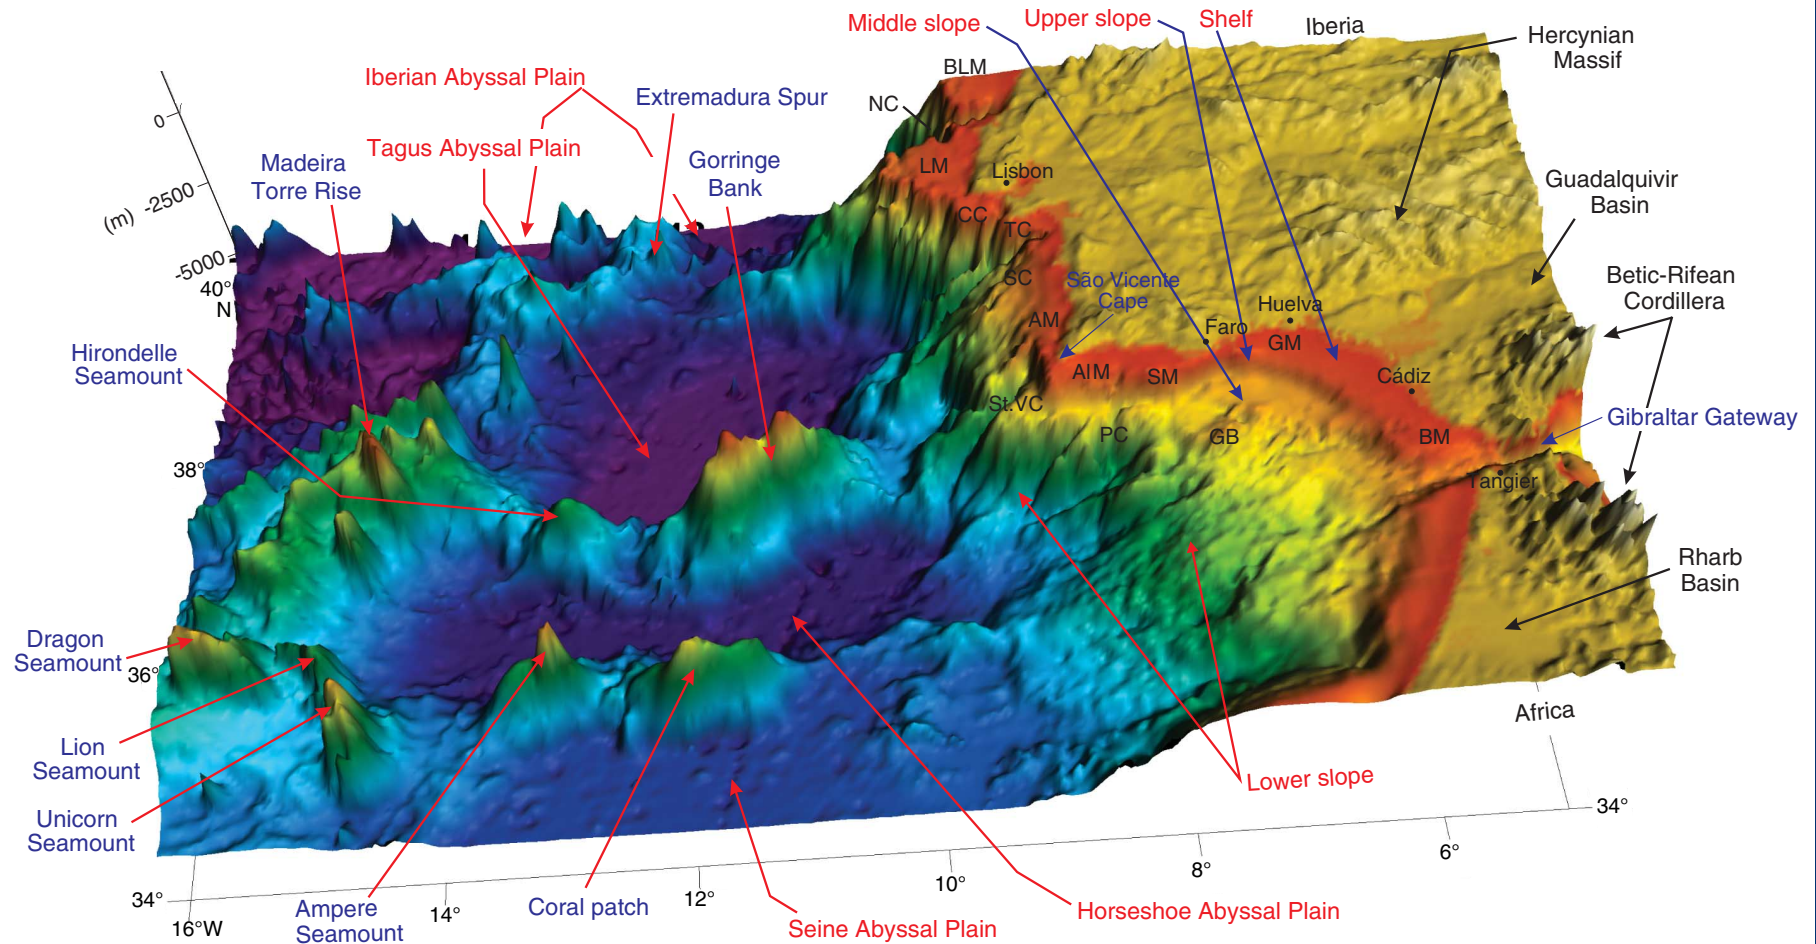 Middle slope
Upper slope
Shelf
Iberia
Hercynian
Massif
Iberian Abyssal Plain
BLM
Extremadura Spur
NC
0
Tagus Abyssal Plain
Madeira
Torre Rise
Gorringe
Bank
LM
Lisbon
Guadalquivir
Basin
-2500
(m)
CC
TC
-5000
SC
São Vicente
Cape
Betic-Rifean
Cordillera
40°
N
AM
Huelva
Faro
GM
Hirondelle
Seamount
AIM
SM
Cádiz
St.VC
Gibraltar Gateway
PC
GB
BM
38°
Tangier
Rharb
Basin
Dragon
Seamount
36°
Africa
Lion
Seamount
Lower slope
Unicorn
Seamount
34°
6°
8°
10°
12°
14°
34°
16°W
Ampere
Seamount
Coral patch
Seine Abyssal Plain
Horseshoe Abyssal Plain